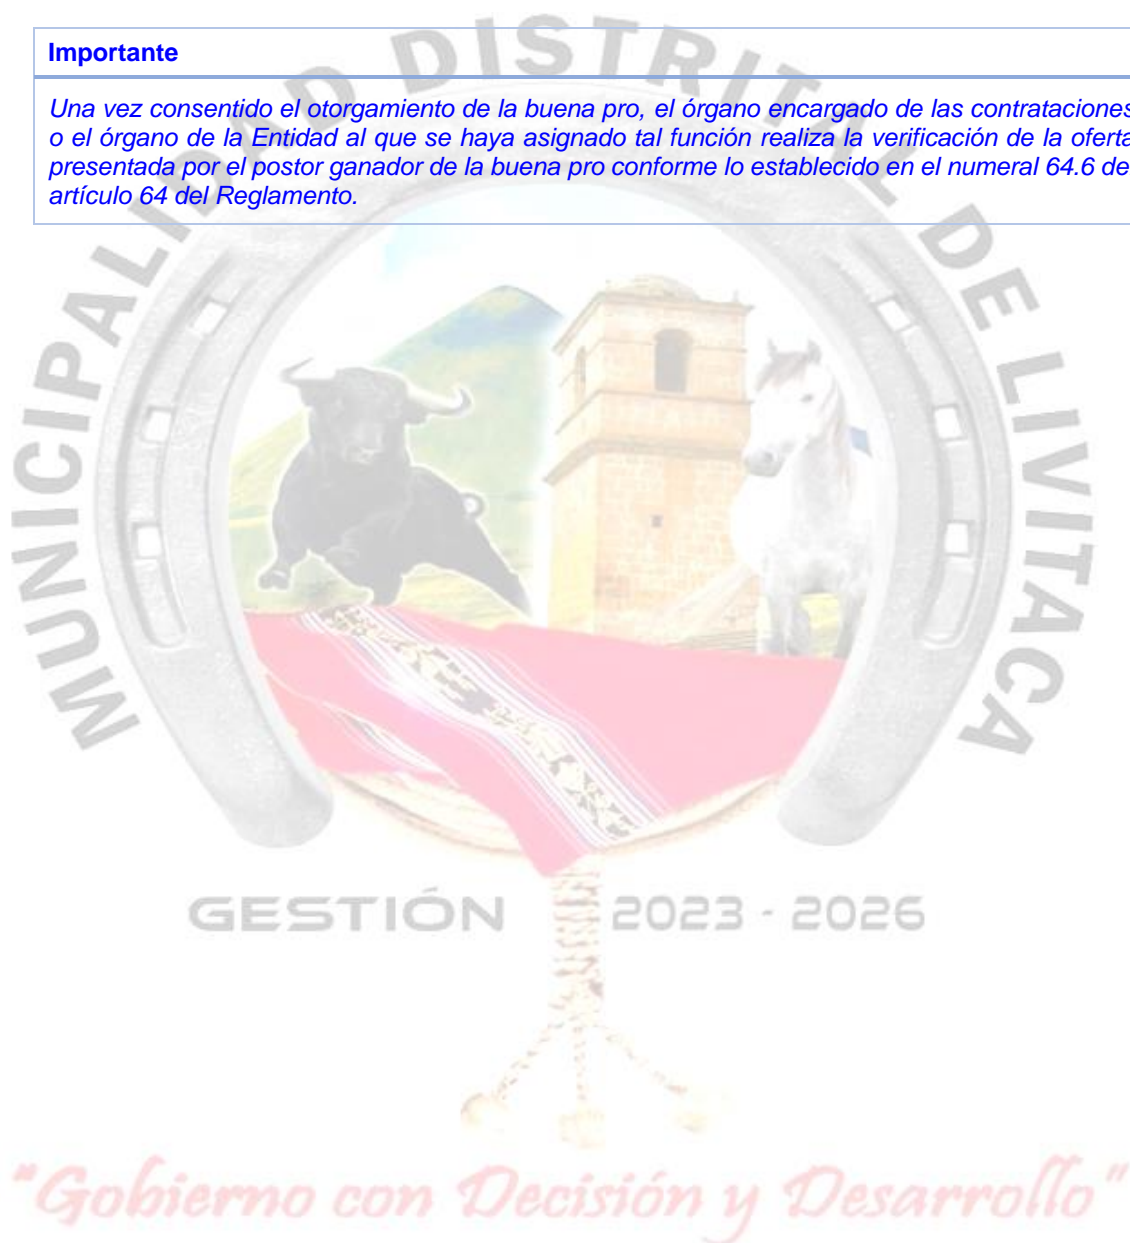 Importante
Una vez consentido el otorgamiento de la buena pro, el órgano encargado de las contrataciones
o el órgano de la Entidad al que se haya asignado tal función realiza la verificación de la oferta
presentada por el postor ganador de la buena pro conforme lo establecido en el numeral 64.6 de
artículo 64 del Reglamento.
MUNICIPALIDAD DISTRITAL DE LIVITACA
GESTIÓN 2023 - 2026
"Gobierno con Decisión y Desarrollo"